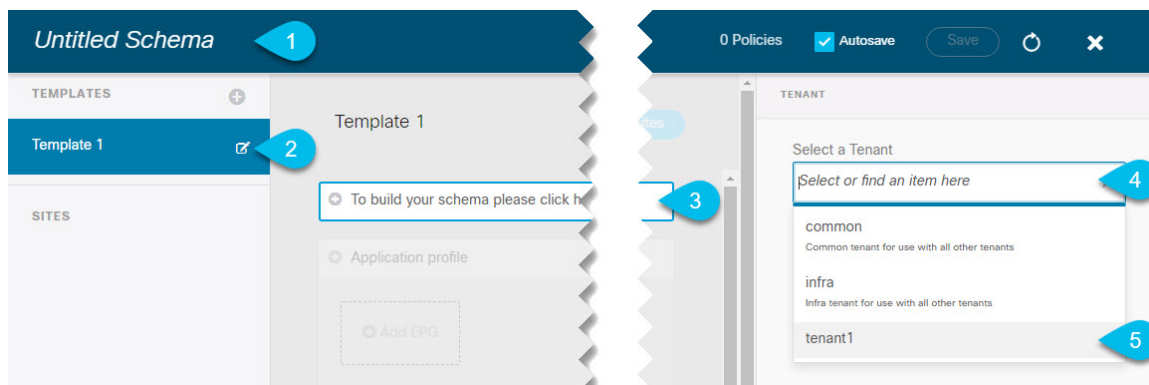 Untitled Schema
1
0 Policies
Autosave
Save
TEMPLATES
Template 1
2
SITES
Template 1
To build your schema please click
3
Application profile
Add EPG
TENANT
Select a Tenant
Select or find an item here
4
common
Common tenant for use with all other tenants
infra
Infra tenant for use with all other tenants
tenant1
5